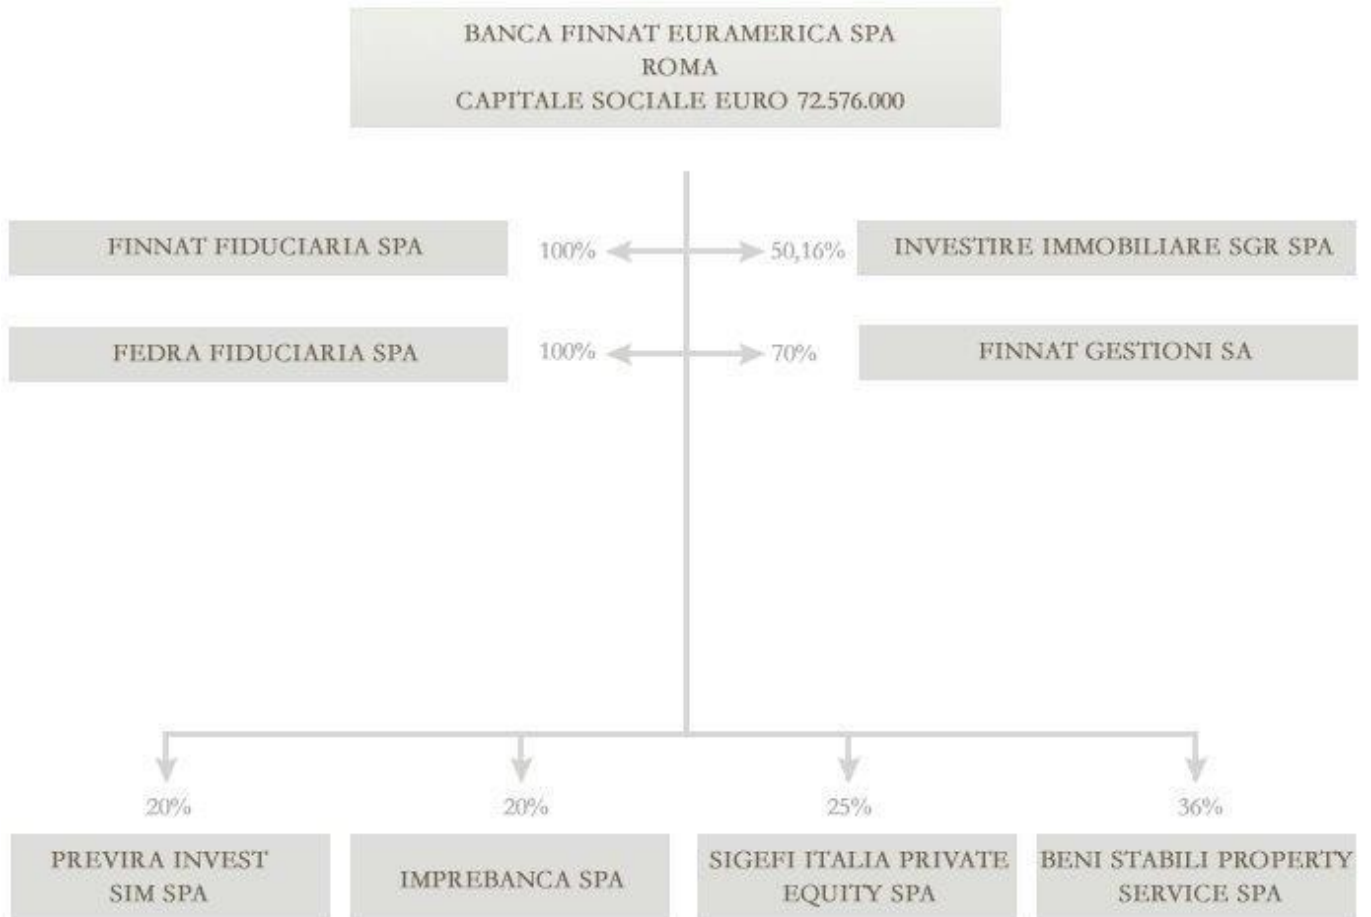 BANCA FINNAT EURAMERICA SPA
ROMA
CAPITALE SOCIALE EURO 72.576.000
FINNAT FIDUCIARIA SPA
100%
50,16%
INVESTIRE IMMOBILIARE SGR SPA
FEDRA FIDUCIARIA SPA
100%
70%
FINNAT GESTIONI SA
20%
20%
25%
36%
PREVIRA INVEST
SIM SPA
IMPREBANCA SPA
SIGEFI ITALIA PRIVATE
EQUITY SPA
BENI STABILI PROPERTY
SERVICE SPA